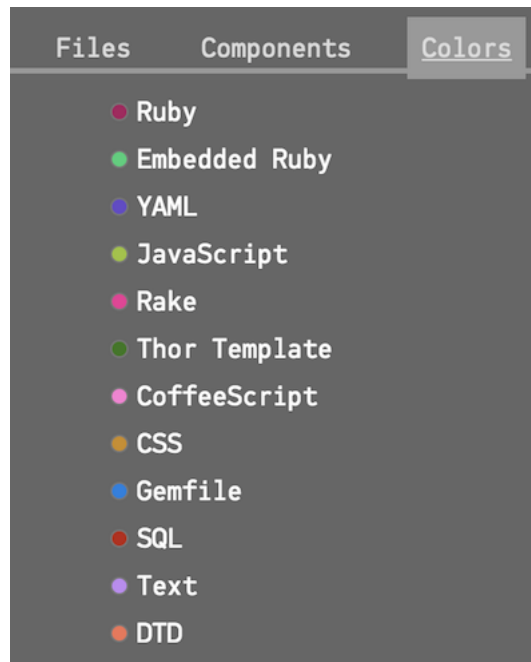 Files Components Colors
Ruby
Embedded Ruby
YAML
JavaScript
Rake
Thor Template
CoffeeScript
CSS
Gemfile
SQL
Text
DTD